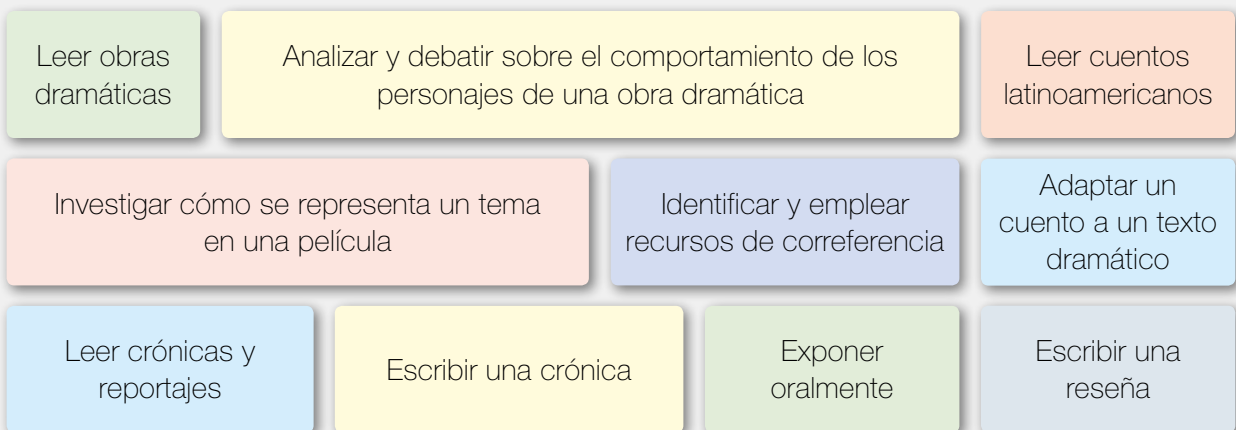 Leer obras
dramáticas
Analizar y debatir sobre el comportamiento de los
personajes de una obra dramática
Leer cuentos
latinoamericanos
Investigar cómo se representa un tema
en una película
Identificar y emplear
recursos de correferencia
Adaptar un
cuento a un texto
dramático
Leer crónicas y
reportajes
Escribir una crónica
Exponer
oralmente
Escribir una
reseña